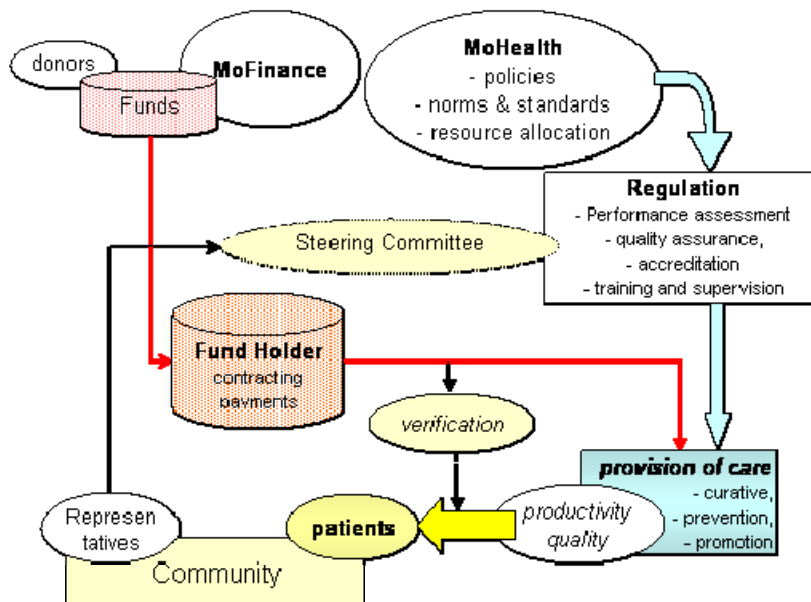 donors
MoFinance
Funds
MoHealth
- policies
- norms & standards
- resource allocation
Regulation
- Performance assessment
- quality assurance,
- accreditation
- training and supervision
Steering Committee
Fund Holder
contracting
payments
verification
provision of care
- curative,
- prevention,
- promotion
productivity
quality
patients
Represen
tatives
Community